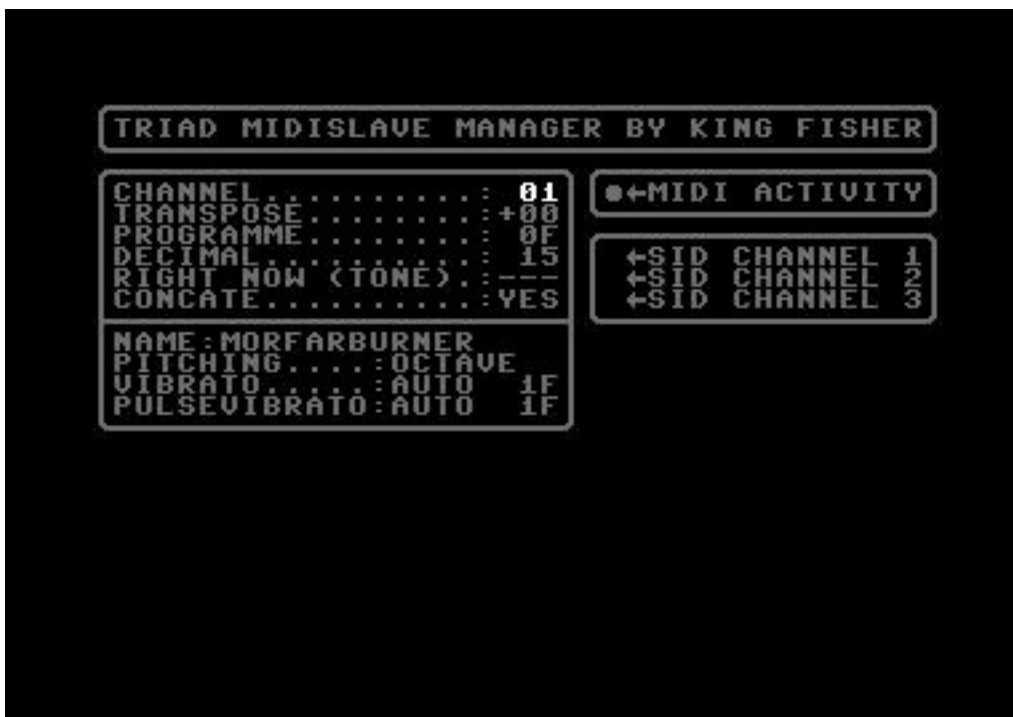 TRIAD MIDISLAVE MANAGER BY KING FISHER
CHANNEL..........: 01
TRANSPOSE........:+00
PROGRAMME........: 0F
DECIMAL..........: 15
RIGHT NOW (TONE).:---
CONCATE..........:YES
NAME:MORFARBURNER
PITCHING....:OCTAVE
VIBRATO.....:AUTO 1F
PULSEVIBRATO:AUTO 1F
●←MIDI ACTIVITY
←SID CHANNEL 1
←SID CHANNEL 2
←SID CHANNEL 3